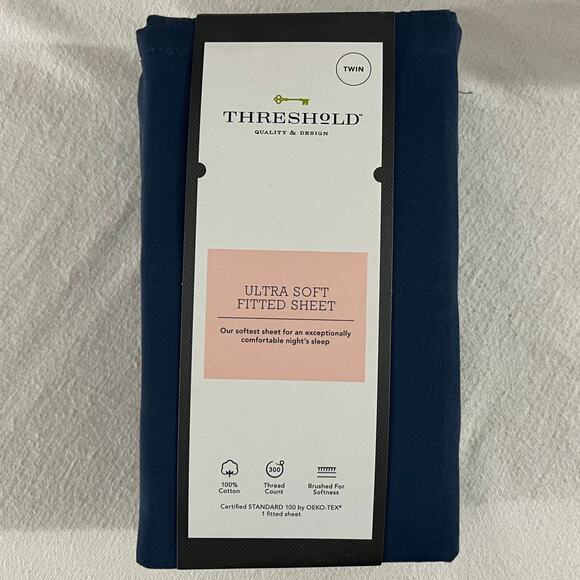 TWIN
THRESHOLD™
QUALITY & DESIGN
ULTRA SOFT
FITTED SHEET
Our softest sheet for an exceptionally
comfortable night's sleep
100%
Cotton
300
Thread
Count
Brushed For
Softness
Certified STANDARD 100 by OEKO-TEX®
1 fitted sheet